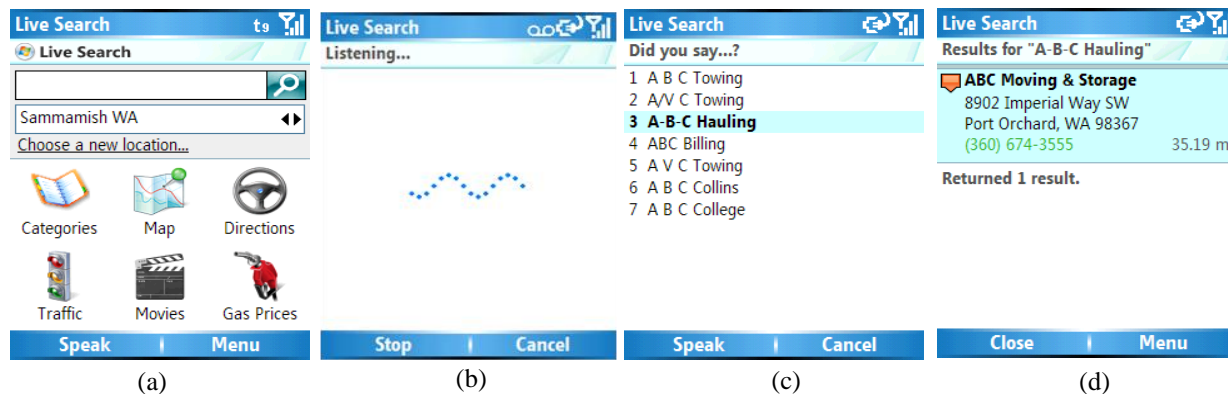 Live Search
t9
Live Search
Sammamish WA
Choose a new location...
Categories Map Directions
Traffic Movies Gas Prices
Speak Menu
(a)
Live Search
Listening...
Stop Cancel
(b)
Live Search
Did you say...?
1 A B C Towing
2 A/V C Towing
3 A-B-C Hauling
4 ABC Billing
5 A V C Towing
6 A B C Collins
7 A B C College
Speak Cancel
(c)
Live Search
Results for "A-B-C Hauling"
ABC Moving & Storage
8902 Imperial Way SW
Port Orchard, WA 98367
(360) 674-3555 35.19 m
Returned 1 result.
Close Menu
(d)